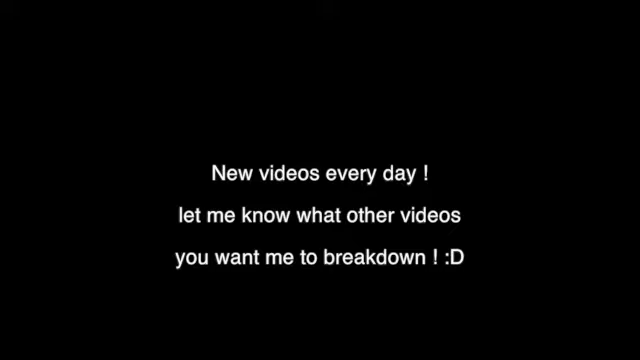 New videos every day !
let me know what other videos
you want me to breakdown ! :D